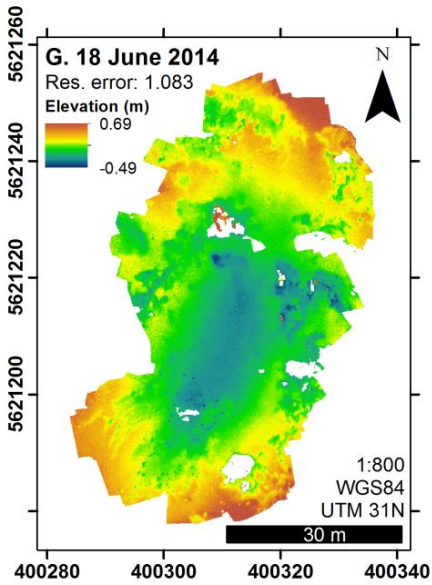 G. 18 June 2014
Res. error: 1.083
Elevation (m)
0.69
-0.49
N
5621260
5621240
5621220
5621200
1:800
WGS84
UTM 31N
30 m
400280
400300
400320
400340